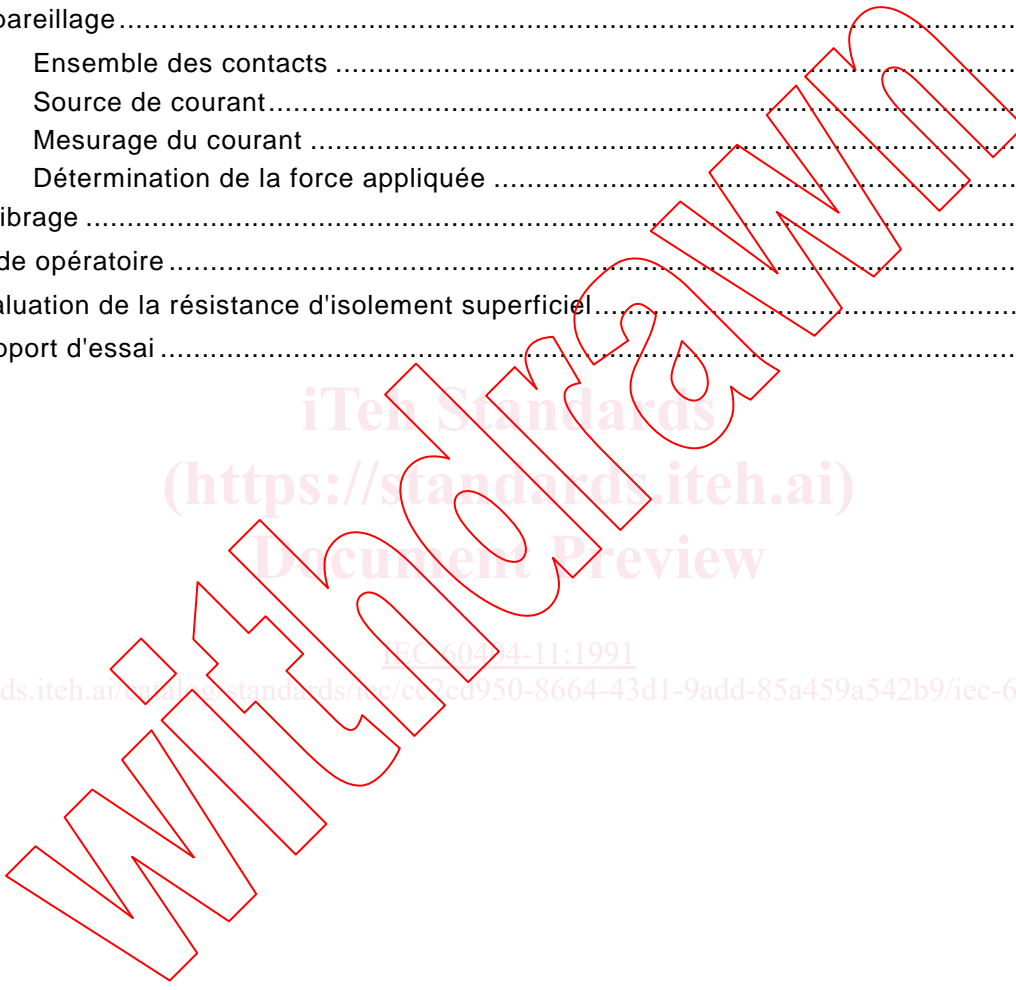 pareillage
Ensemble des contacts
Source de courant
Mesurage du courant
Détermination de la force appliquée
ibrage
de opératoire
aluation de la résistance d'isolement superficiel
pport d'essai
iTeh Standards
(https://standards.iteh.ai)
Document Preview
IEC 60404-11:1991
ds.iteh.ai/catalog/standards/iec/cc2cd950-8664-43d1-9add-85a459a542b9/iec-6
withdrawn